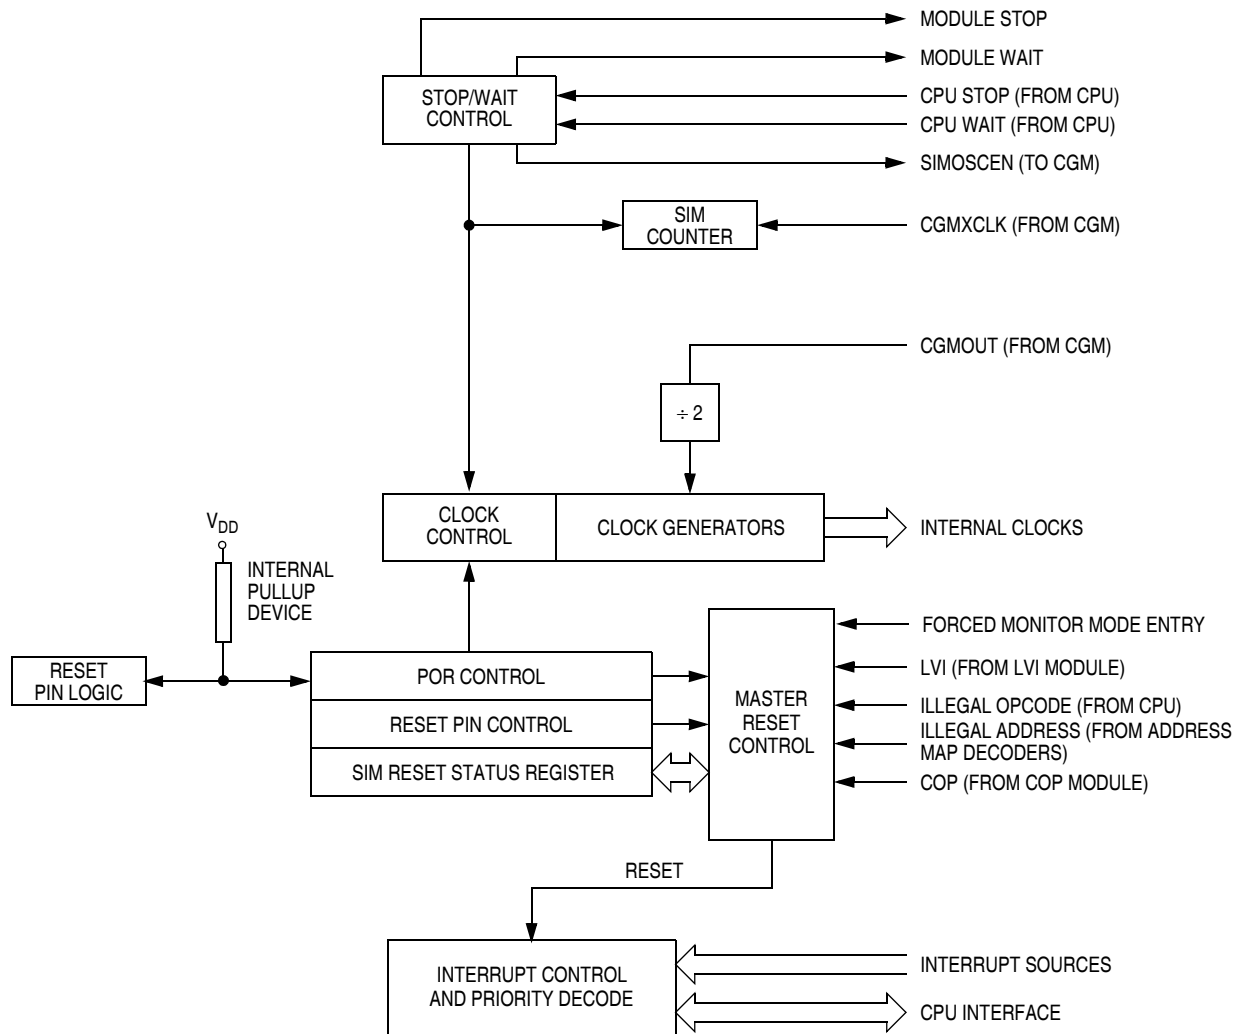 MODULE STOP
MODULE WAIT
STOP/WAIT
CONTROL
CPU STOP (FROM CPU)
CPU WAIT (FROM CPU)
SIMOSCEN (TO CGM)
SIM
COUNTER
CGMXCLK (FROM CGM)
CGMOUT (FROM CGM)
÷ 2
CLOCK
CONTROL
CLOCK GENERATORS
INTERNAL CLOCKS
VDD
INTERNAL
PULLUP
DEVICE
RESET
PIN LOGIC
POR CONTROL
RESET PIN CONTROL
SIM RESET STATUS REGISTER
MASTER
RESET
CONTROL
FORCED MONITOR MODE ENTRY
LVI (FROM LVI MODULE)
ILLEGAL OPCODE (FROM CPU)
ILLEGAL ADDRESS (FROM ADDRESS
MAP DECODERS)
COP (FROM COP MODULE)
RESET
INTERRUPT CONTROL
AND PRIORITY DECODE
INTERRUPT SOURCES
CPU INTERFACE